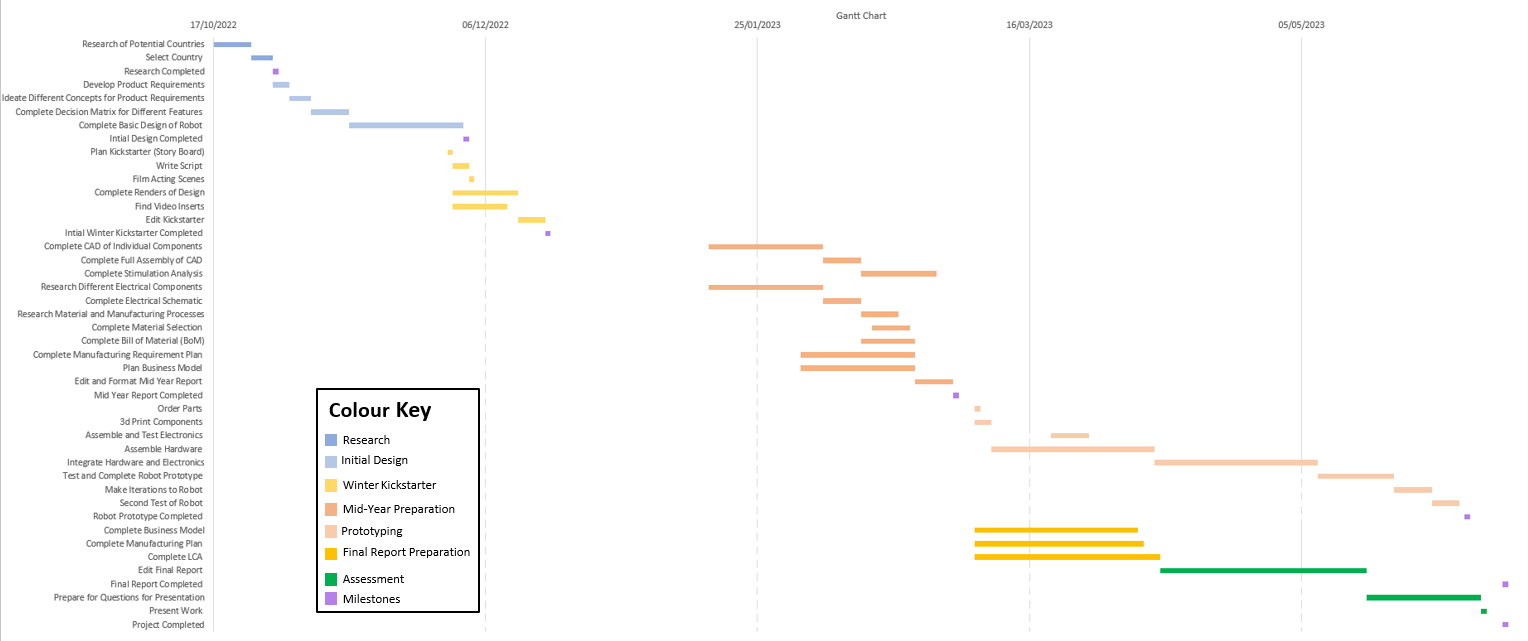 Gantt Chart
17/10/2022 06/12/2022 25/01/2023 16/03/2023 05/05/2023
Research of Potential Countries
Select Country
Research Completed
Develop Product Requirements
Ideate Different Concepts for Product Requirements
Complete Decision Matrix for Different Features
Complete Basic Design of Robot
Intial Design Completed
Plan Kickstarter (Story Board)
Write Script
Film Acting Scenes
Complete Renders of Design
Find Video Inserts
Edit Kickstarter
Intial Winter Kickstarter Completed
Complete CAD of Individual Components
Complete Full Assembly of CAD
Complete Stimulation Analysis
Research Different Electrical Components
Complete Electrical Schematic
Research Material and Manufacturing Processes
Complete Material Selection
Complete Bill of Material (BoM)
Complete Manufacturing Requirement Plan
Plan Business Model
Edit and Format Mid Year Report
Mid Year Report Completed
Order Parts
3d Print Components
Assemble and Test Electronics
Assemble Hardware
Integrate Hardware and Electronics
Test and Complete Robot Prototype
Make Iterations to Robot
Second Test of Robot
Robot Prototype Completed
Complete Business Model
Complete Manufacturing Plan
Complete LCA
Edit Final Report
Final Report Completed
Prepare for Questions for Presentation
Present Work
Project Completed
Colour Key
Research
Initial Design
Winter Kickstarter
Mid-Year Preparation
Prototyping
Final Report Preparation
Assessment
Milestones